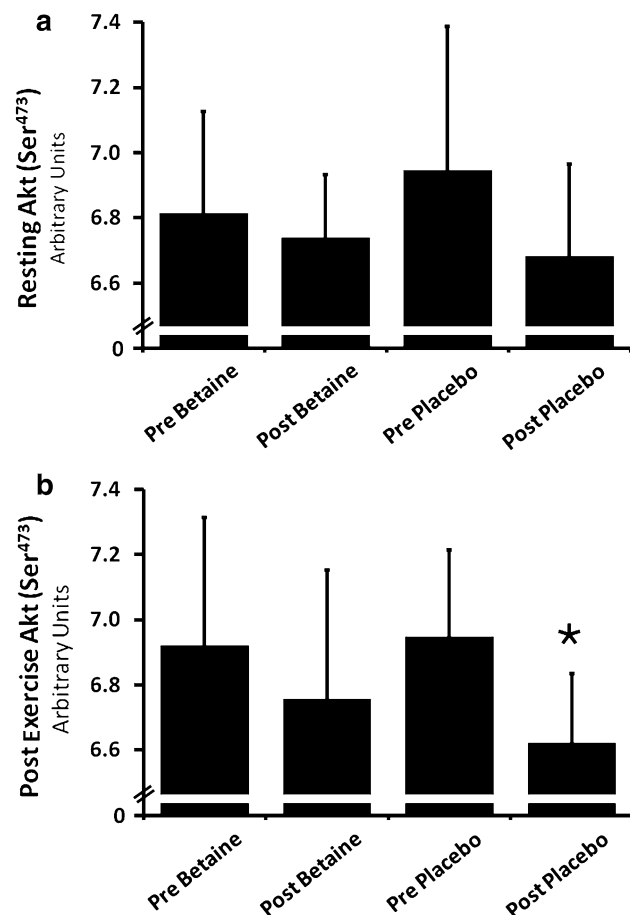 a
Resting Akt (Ser473)
Arbitrary Units
7.4
7.2
7.0
6.8
6.6
0
Pre Betaine
Post Betaine
Pre Placebo
Post Placebo
b
Post Exercise Akt (Ser473)
Arbitrary Units
7.4
7.2
7.0
6.8
6.6
0
*
Pre Betaine
Post Betaine
Pre Placebo
Post Placebo